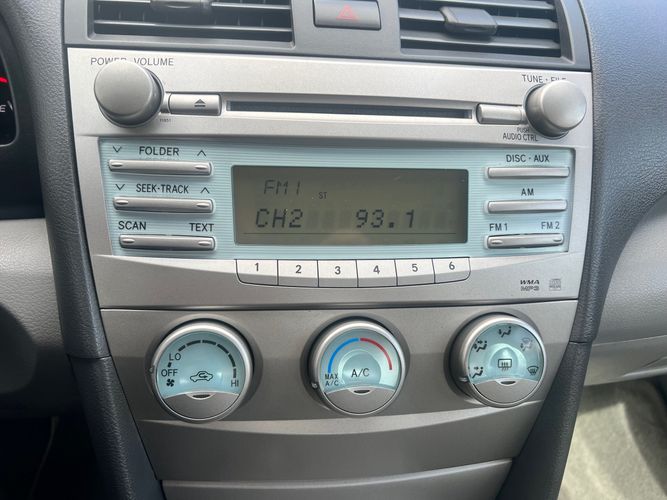 POWER · VOLUME
TUNE · FILE
PUSH
AUDIO CTRL
FOLDER
SEEK·TRACK
SCAN TEXT
FM1
ST
CH2 93.1
DISC · AUX
AM
FM 1 FM 2
1 2 3 4 5 6
WMA
MP3
LO
OFF
HI
MAX
A/C
A/C